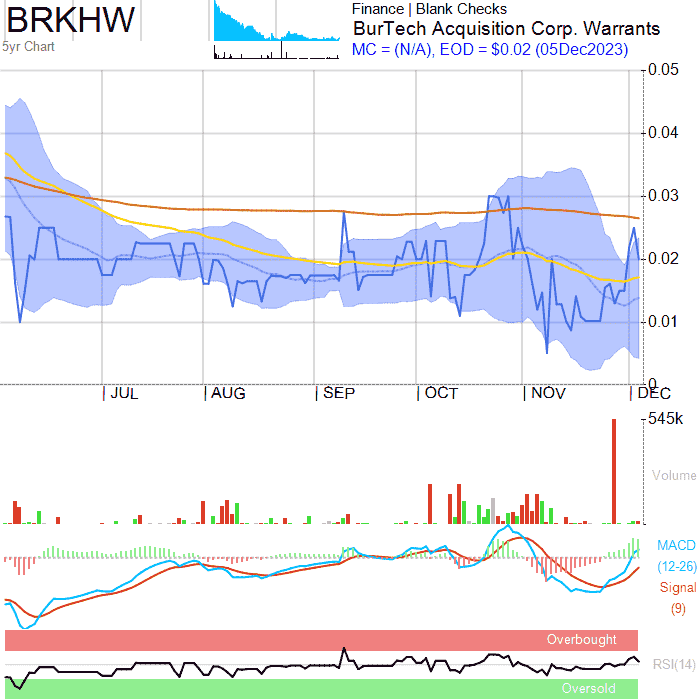 BRKHW
5yr Chart
Finance | Blank Checks
BurTech Acquisition Corp. Warrants
MC = (N/A), EOD = $0.02 (05Dec2023)
0.05
0.04
0.03
0.02
0.01
0
JUL
AUG
SEP
OCT
NOV
DEC
545k
Volume
MACD
(12-26)
Signal
(9)
Overbought
RSI(14)
Oversold